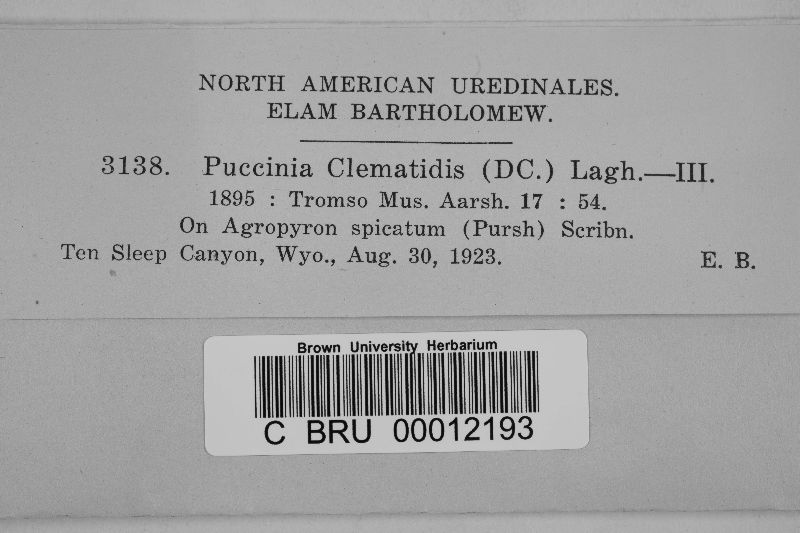 NORTH AMERICAN UREDINALES.
ELAM BARTHOLOMEW.
3138. Puccinia Clematidis (DC.) Lagh.—III.
1895 : Tromso Mus. Aarsh. 17 : 54.
On Agropyron spicatum (Pursh) Scribn.
Ten Sleep Canyon, Wyo., Aug. 30, 1923. E. B.
Brown University Herbarium
C BRU 00012193